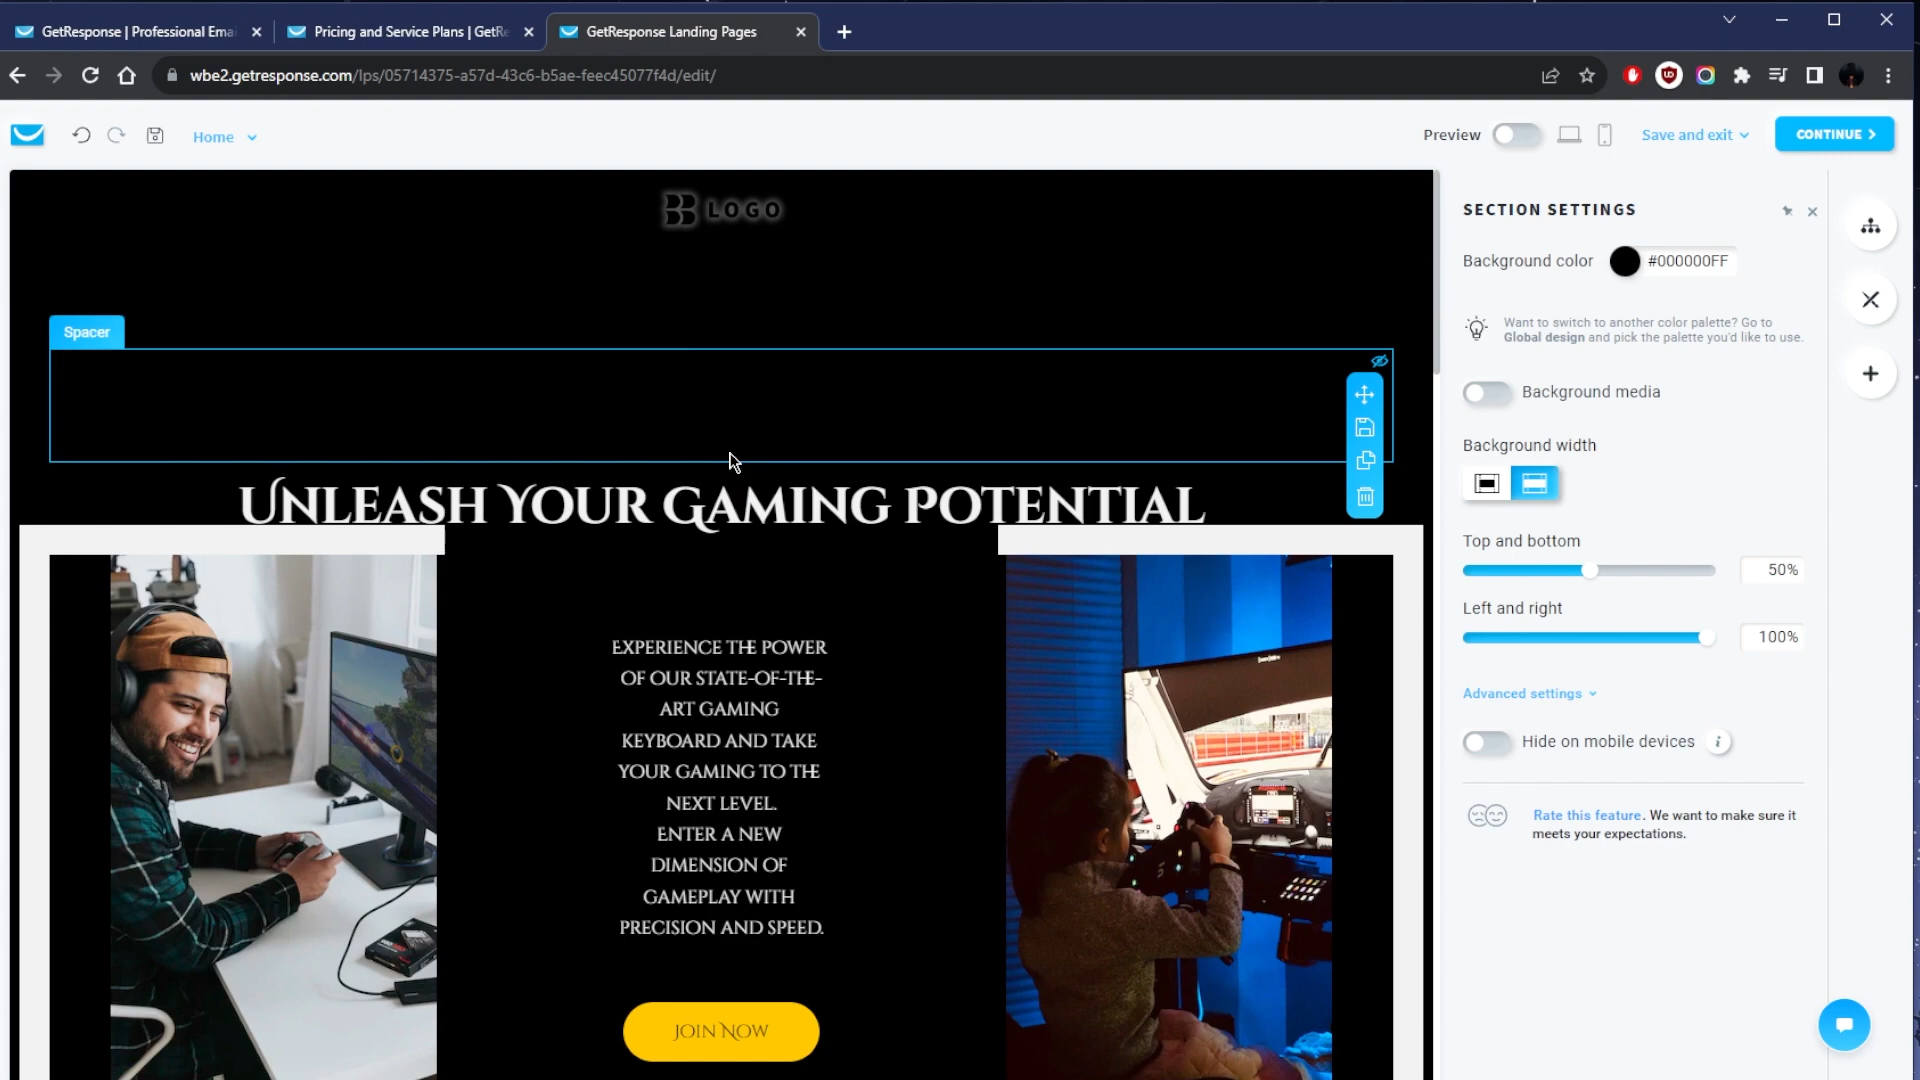 GetResponse | Professional Ema
Pricing and Service Plans | GetRe
GetResponse Landing Pages
wbe2.getresponse.com/lps/05714375-a57d-43c6-b5ae-feec45077f4d/edit/
Home
Preview
Save and exit
CONTINUE
LOGO
Spacer
UNLEASH YOUR GAMING POTENTIAL
EXPERIENCE THE POWER
OF OUR STATE-OF-THE-
ART GAMING
KEYBOARD AND TAKE
YOUR GAMING TO THE
NEXT LEVEL.
ENTER A NEW
DIMENSION OF
GAMEPLAY WITH
PRECISION AND SPEED.
JOIN NOW
SECTION SETTINGS
Background color #000000FF
Want to switch to another color palette? Go to
Global design and pick the palette you'd like to use.
Background media
Background width
Top and bottom
50%
Left and right
100%
Advanced settings
Hide on mobile devices
Rate this feature. We want to make sure it
meets your expectations.